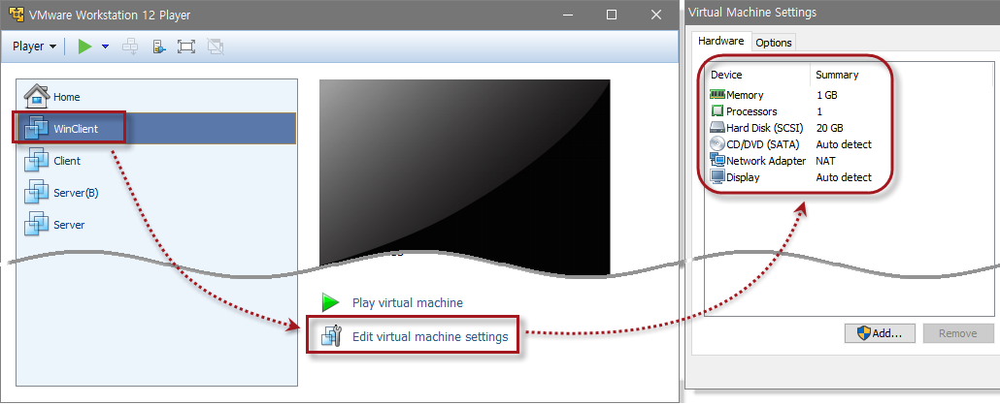 VMware Workstation 12 Player
Player
Home
WinClient
Client
Server(B)
Server
Play virtual machine
Edit virtual machine settings
Virtual Machine Settings
Hardware Options
Device Summary
Memory 1 GB
Processors 1
Hard Disk (SCSI) 20 GB
CD/DVD (SATA) Auto detect
Network Adapter NAT
Display Auto detect
Add... Remove